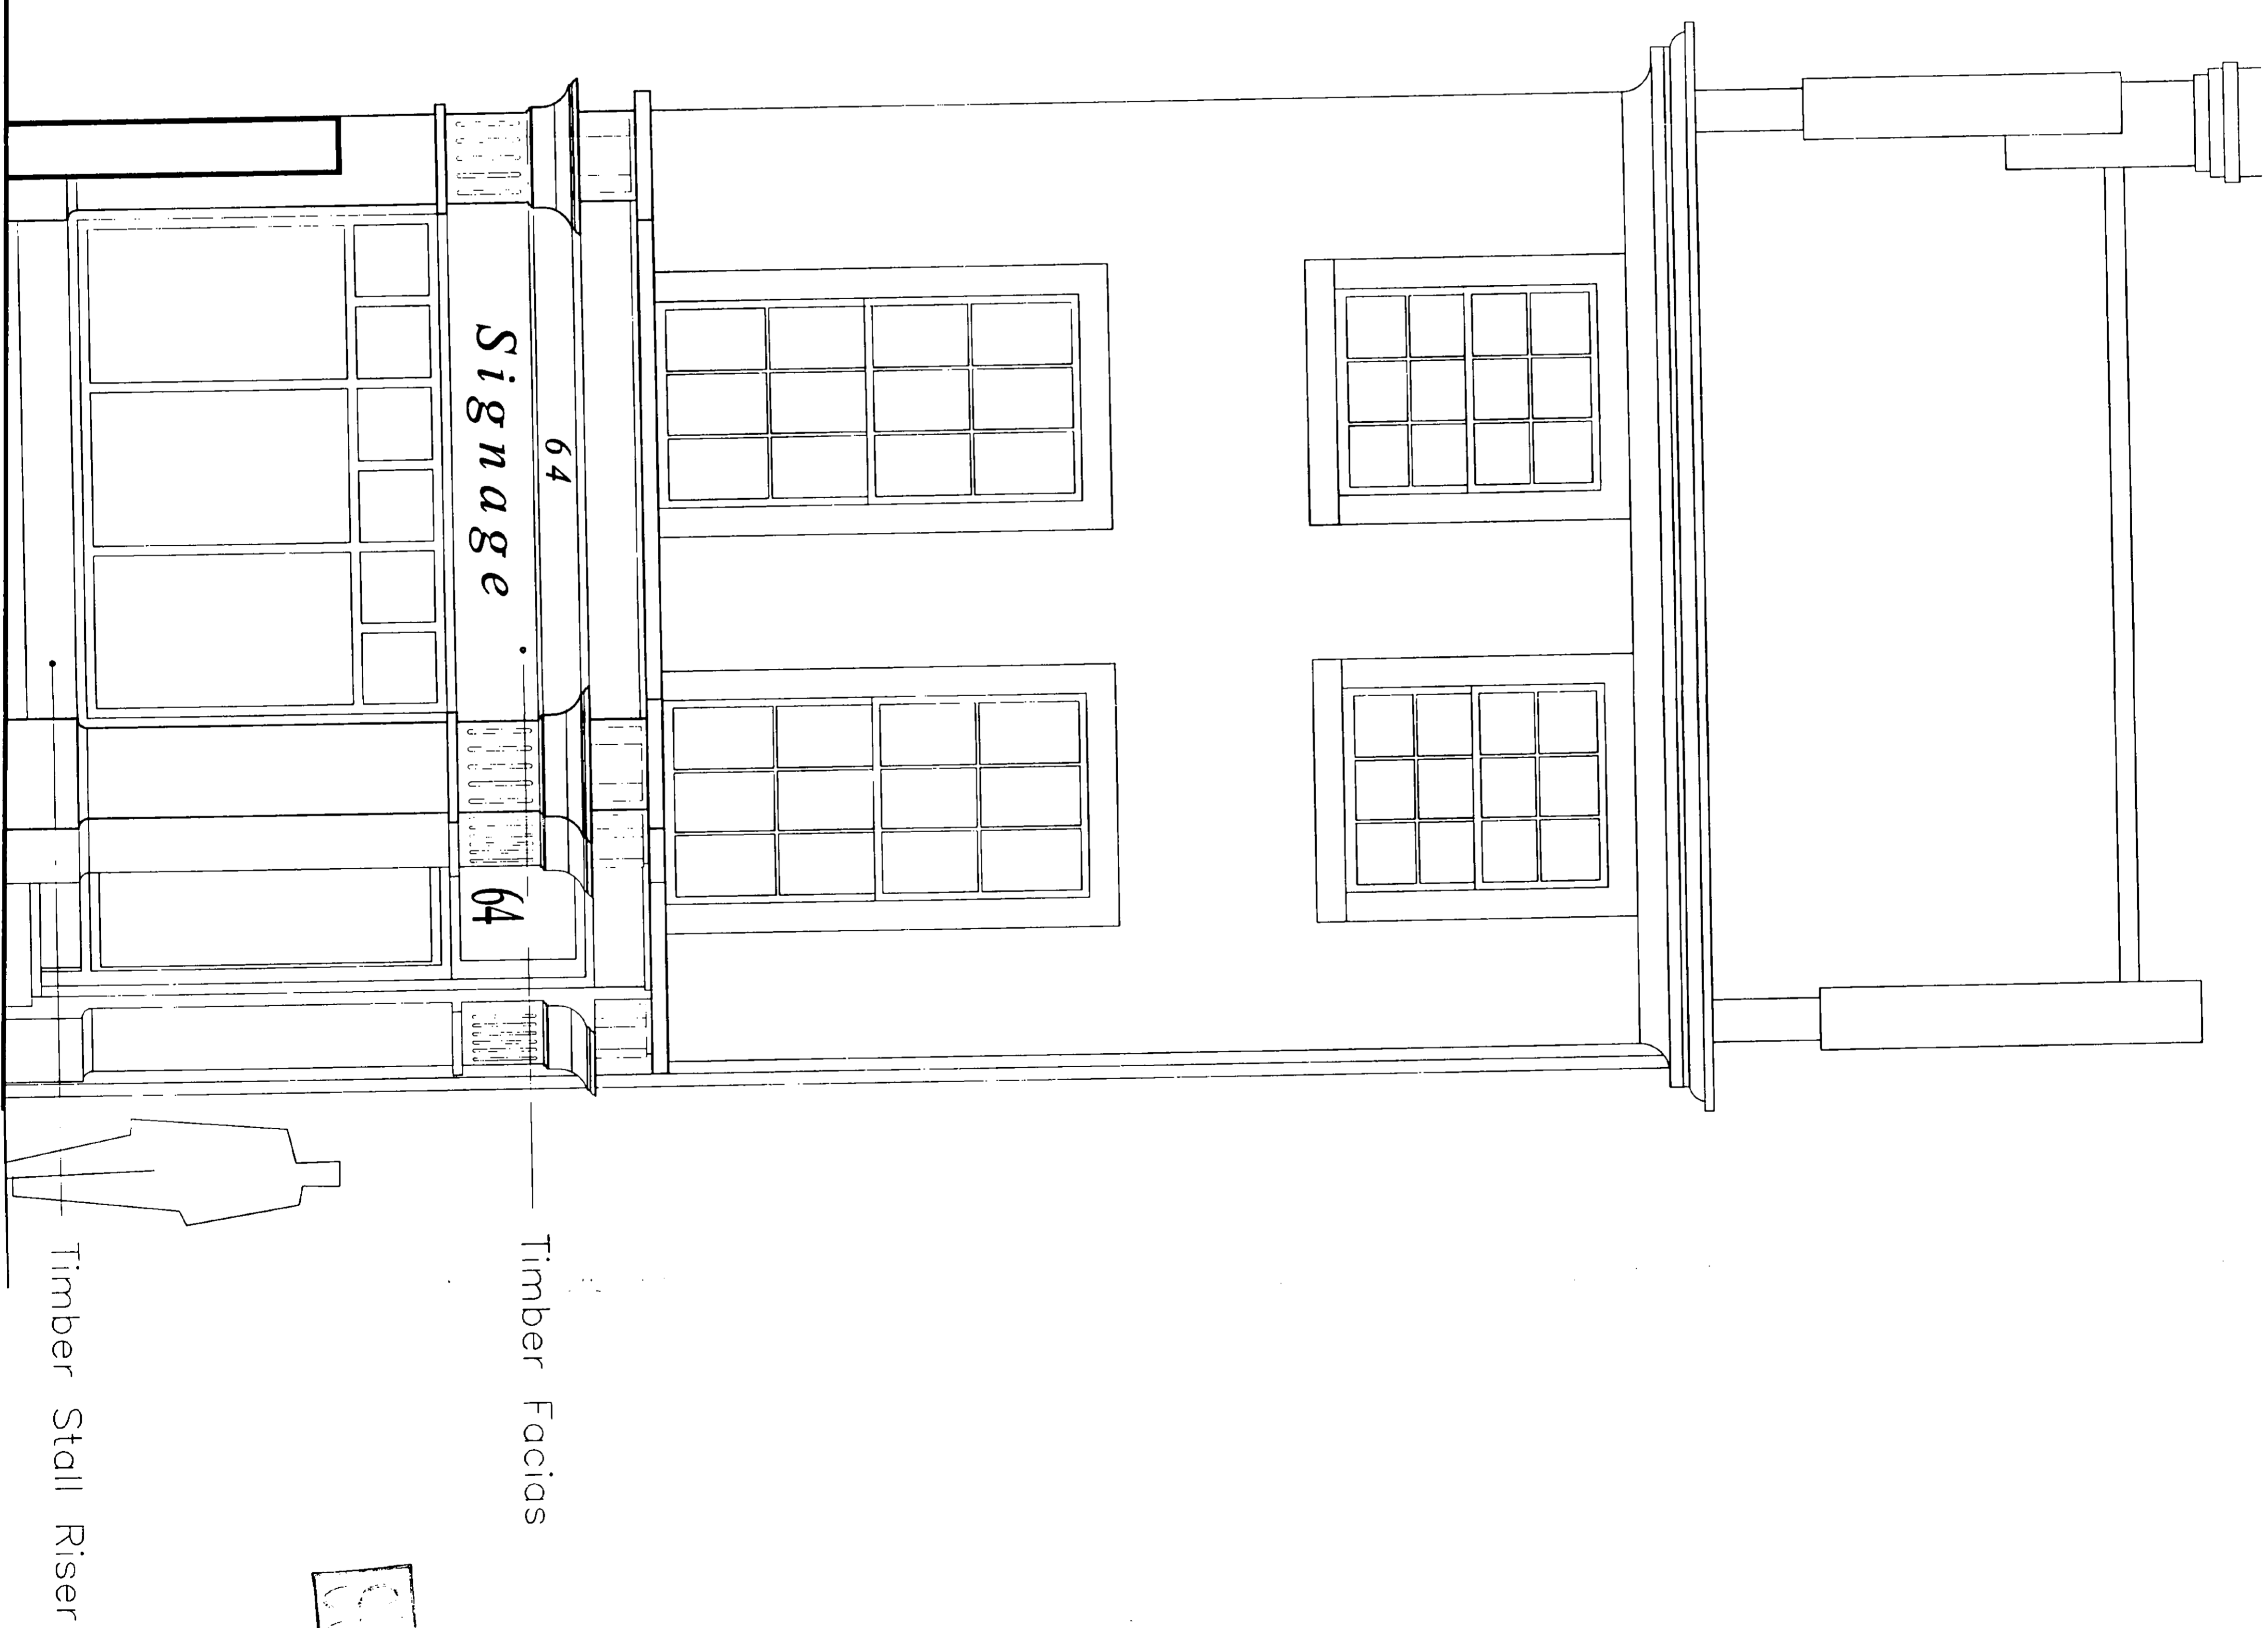 64
Signage
64
Timber Facias
Timber Stall Riser